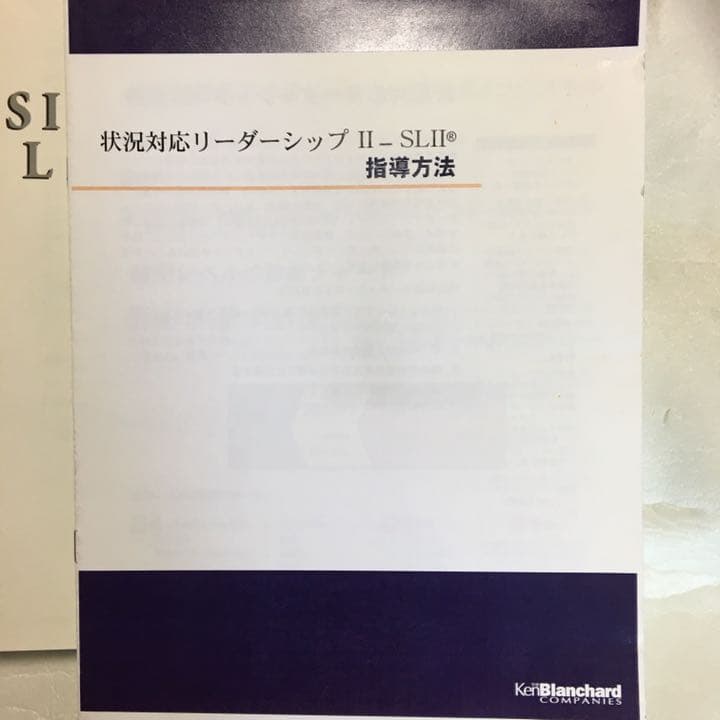 SI
L
状況対応リーダーシップ II – SLII®
指導方法
THE
KenBlanchard
COMPANIES